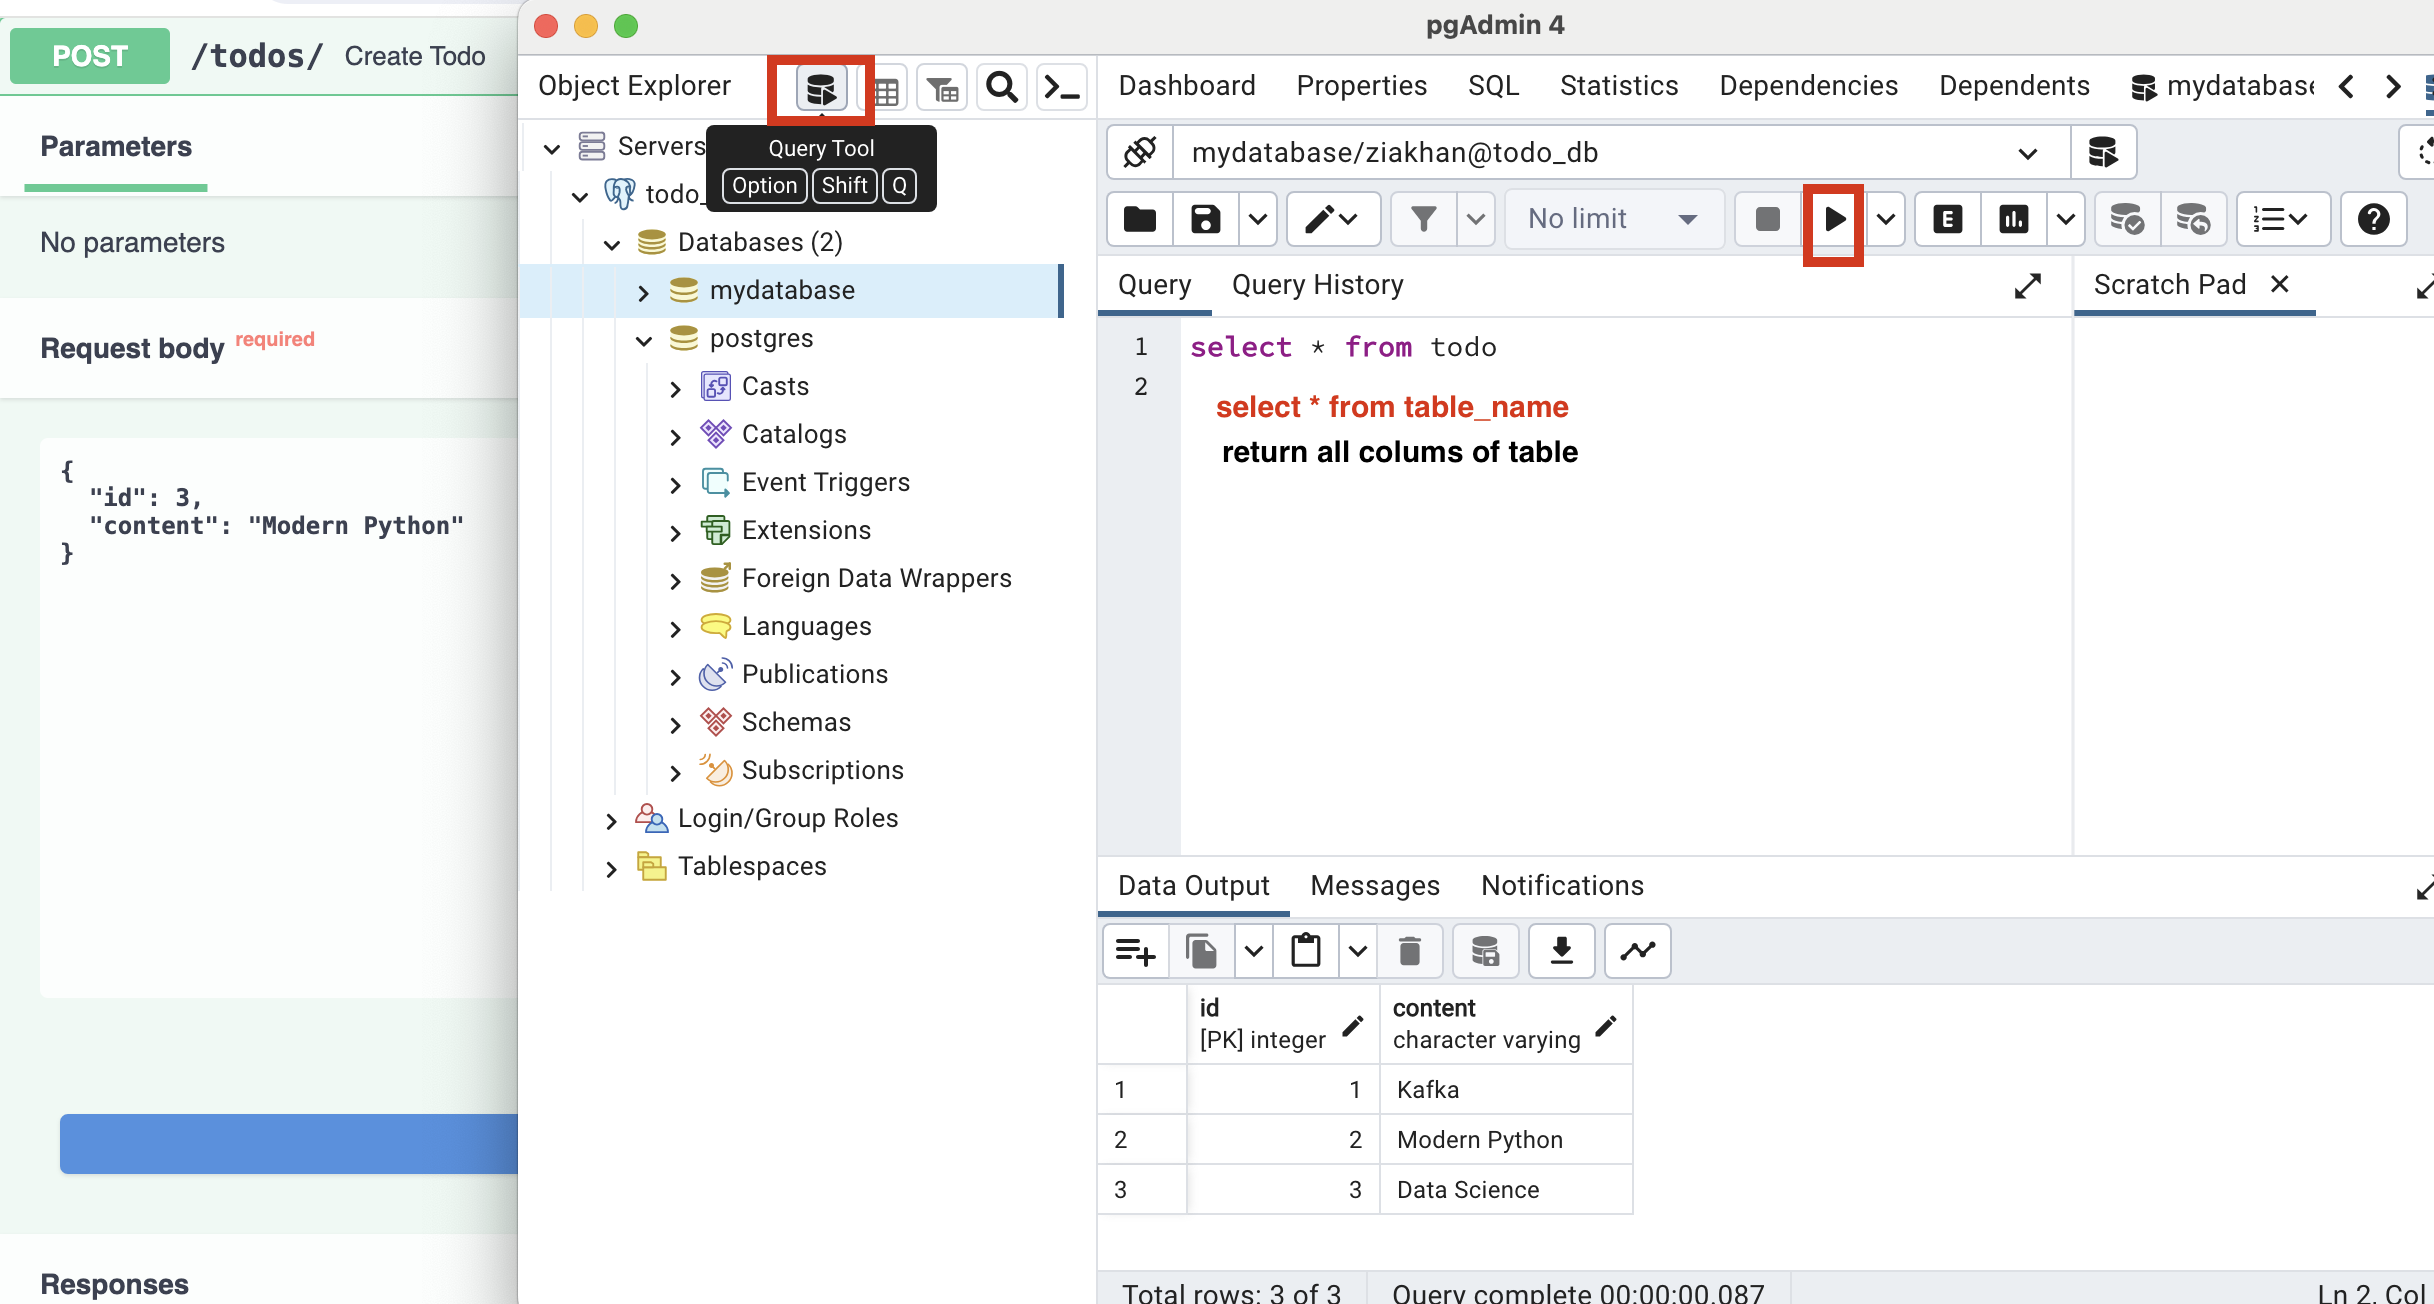 POST /todos/ Create Todo
Parameters
No parameters
Request body required
{
"id": 3,
"content": "Modern Python"
}
Responses
pgAdmin 4
Object Explorer
Query Tool
Option Shift Q
Servers
todo_
Databases (2)
mydatabase
postgres
Casts
Catalogs
Event Triggers
Extensions
Foreign Data Wrappers
Languages
Publications
Schemas
Subscriptions
Login/Group Roles
Tablespaces
Dashboard Properties SQL Statistics Dependencies Dependents mydatabase
mydatabase/ziakhan@todo_db
No limit
E
Query Query History
Scratch Pad
1 select * from todo
2
select * from table_name
return all colums of table
Data Output Messages Notifications
id content
[PK] integer character varying
1 1 Kafka
2 2 Modern Python
3 3 Data Science
Total rows: 3 of 3 Query complete 00:00:00.087 Ln 2, Col